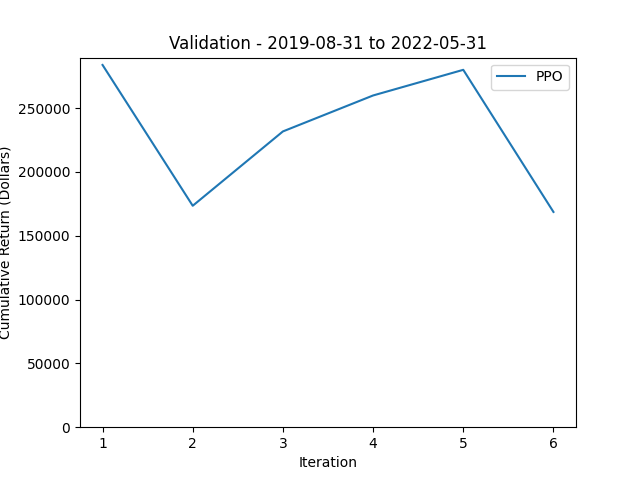 Validation - 2019-08-31 to 2022-05-31
PPO
Cumulative Return (Dollars)
250000
200000
150000
100000
50000
0
1 2 3 4 5 6
Iteration